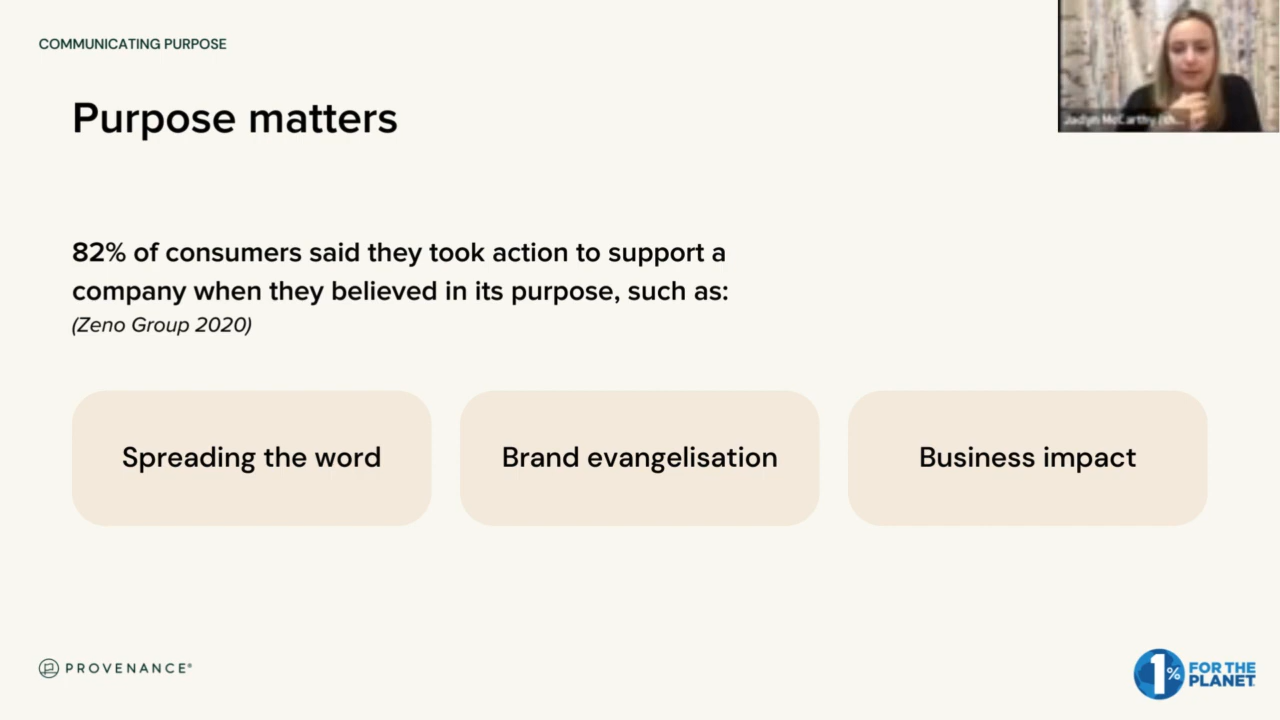 COMMUNICATING PURPOSE
Purpose matters
82% of consumers said they took action to support a
company when they believed in its purpose, such as:
(Zeno Group 2020)
Spreading the word
Brand evangelisation
Business impact
PROVENANCE®
1%
FOR THE
PLANET
McCarthy